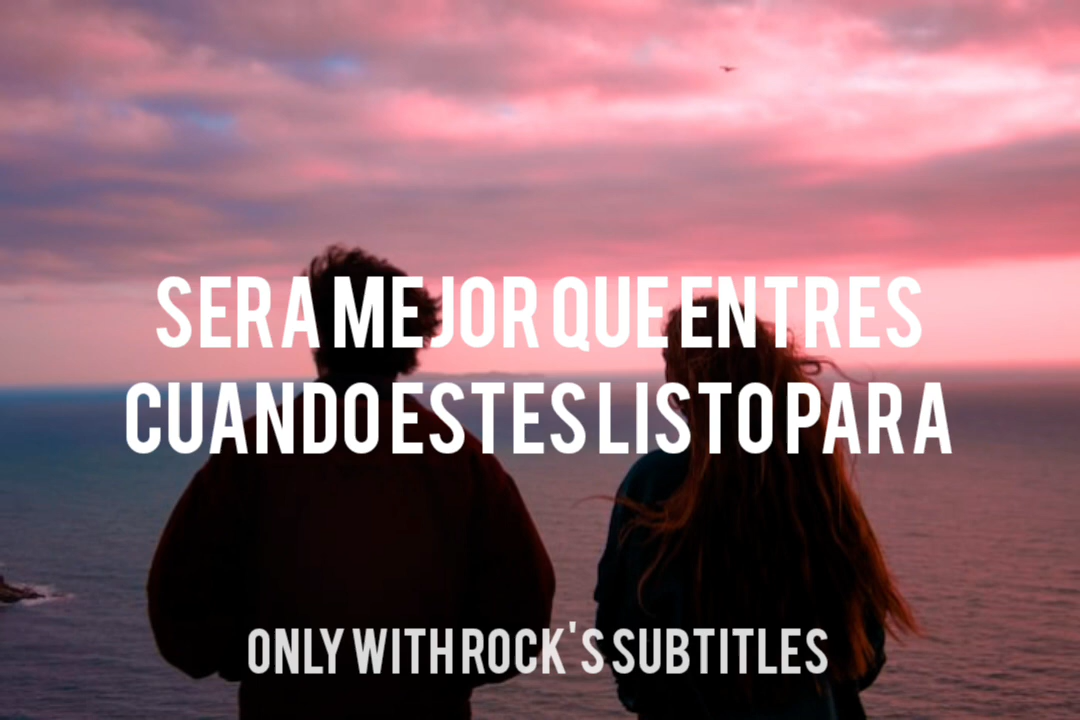 SERA MEJOR QUE ENTRES
CUANDO ESTES LISTO PARA
ONLY WITH ROCK'S SUBTITLES